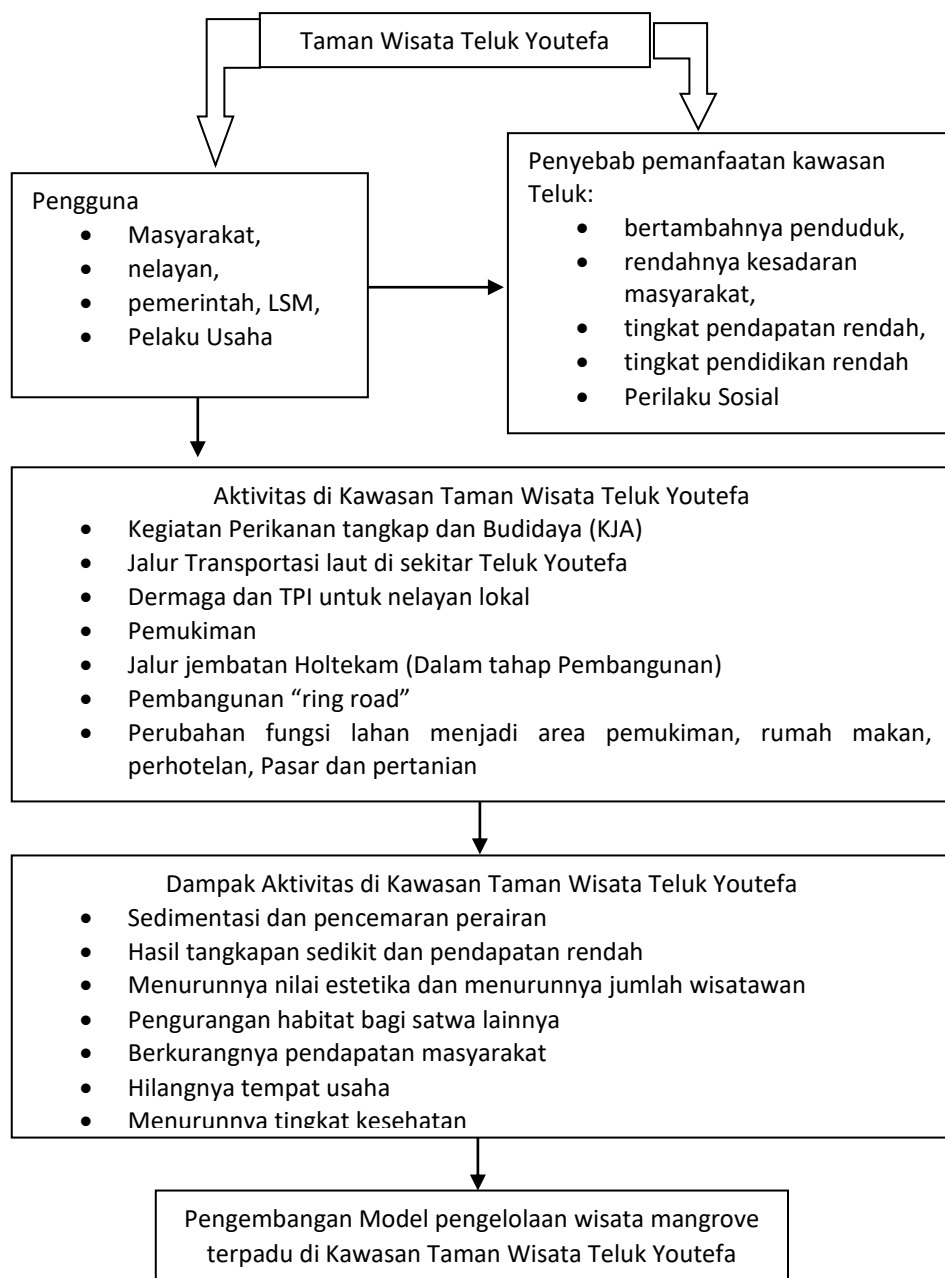 Taman Wisata Teluk Youtefa
Pengguna
• Masyarakat,
• nelayan,
• pemerintah, LSM,
• Pelaku Usaha
Penyebab pemanfaatan kawasan
Teluk:
• bertambahnya penduduk,
• rendahnya kesadaran
masyarakat,
• tingkat pendapatan rendah,
• tingkat pendidikan rendah
• Perilaku Sosial
Aktivitas di Kawasan Taman Wisata Teluk Youtefa
• Kegiatan Perikanan tangkap dan Budidaya (KJA)
• Jalur Transportasi laut di sekitar Teluk Youtefa
• Dermaga dan TPI untuk nelayan lokal
• Pemukiman
• Jalur jembatan Holtekam (Dalam tahap Pembangunan)
• Pembangunan “ring road”
• Perubahan fungsi lahan menjadi area pemukiman, rumah makan,
perhotelan, Pasar dan pertanian
Dampak Aktivitas di Kawasan Taman Wisata Teluk Youtefa
• Sedimentasi dan pencemaran perairan
• Hasil tangkapan sedikit dan pendapatan rendah
• Menurunnya nilai estetika dan menurunnya jumlah wisatawan
• Pengurangan habitat bagi satwa lainnya
• Berkurangnya pendapatan masyarakat
• Hilangnya tempat usaha
• Menurunnya tingkat kesehatan
Pengembangan Model pengelolaan wisata mangrove
terpadu di Kawasan Taman Wisata Teluk Youtefa